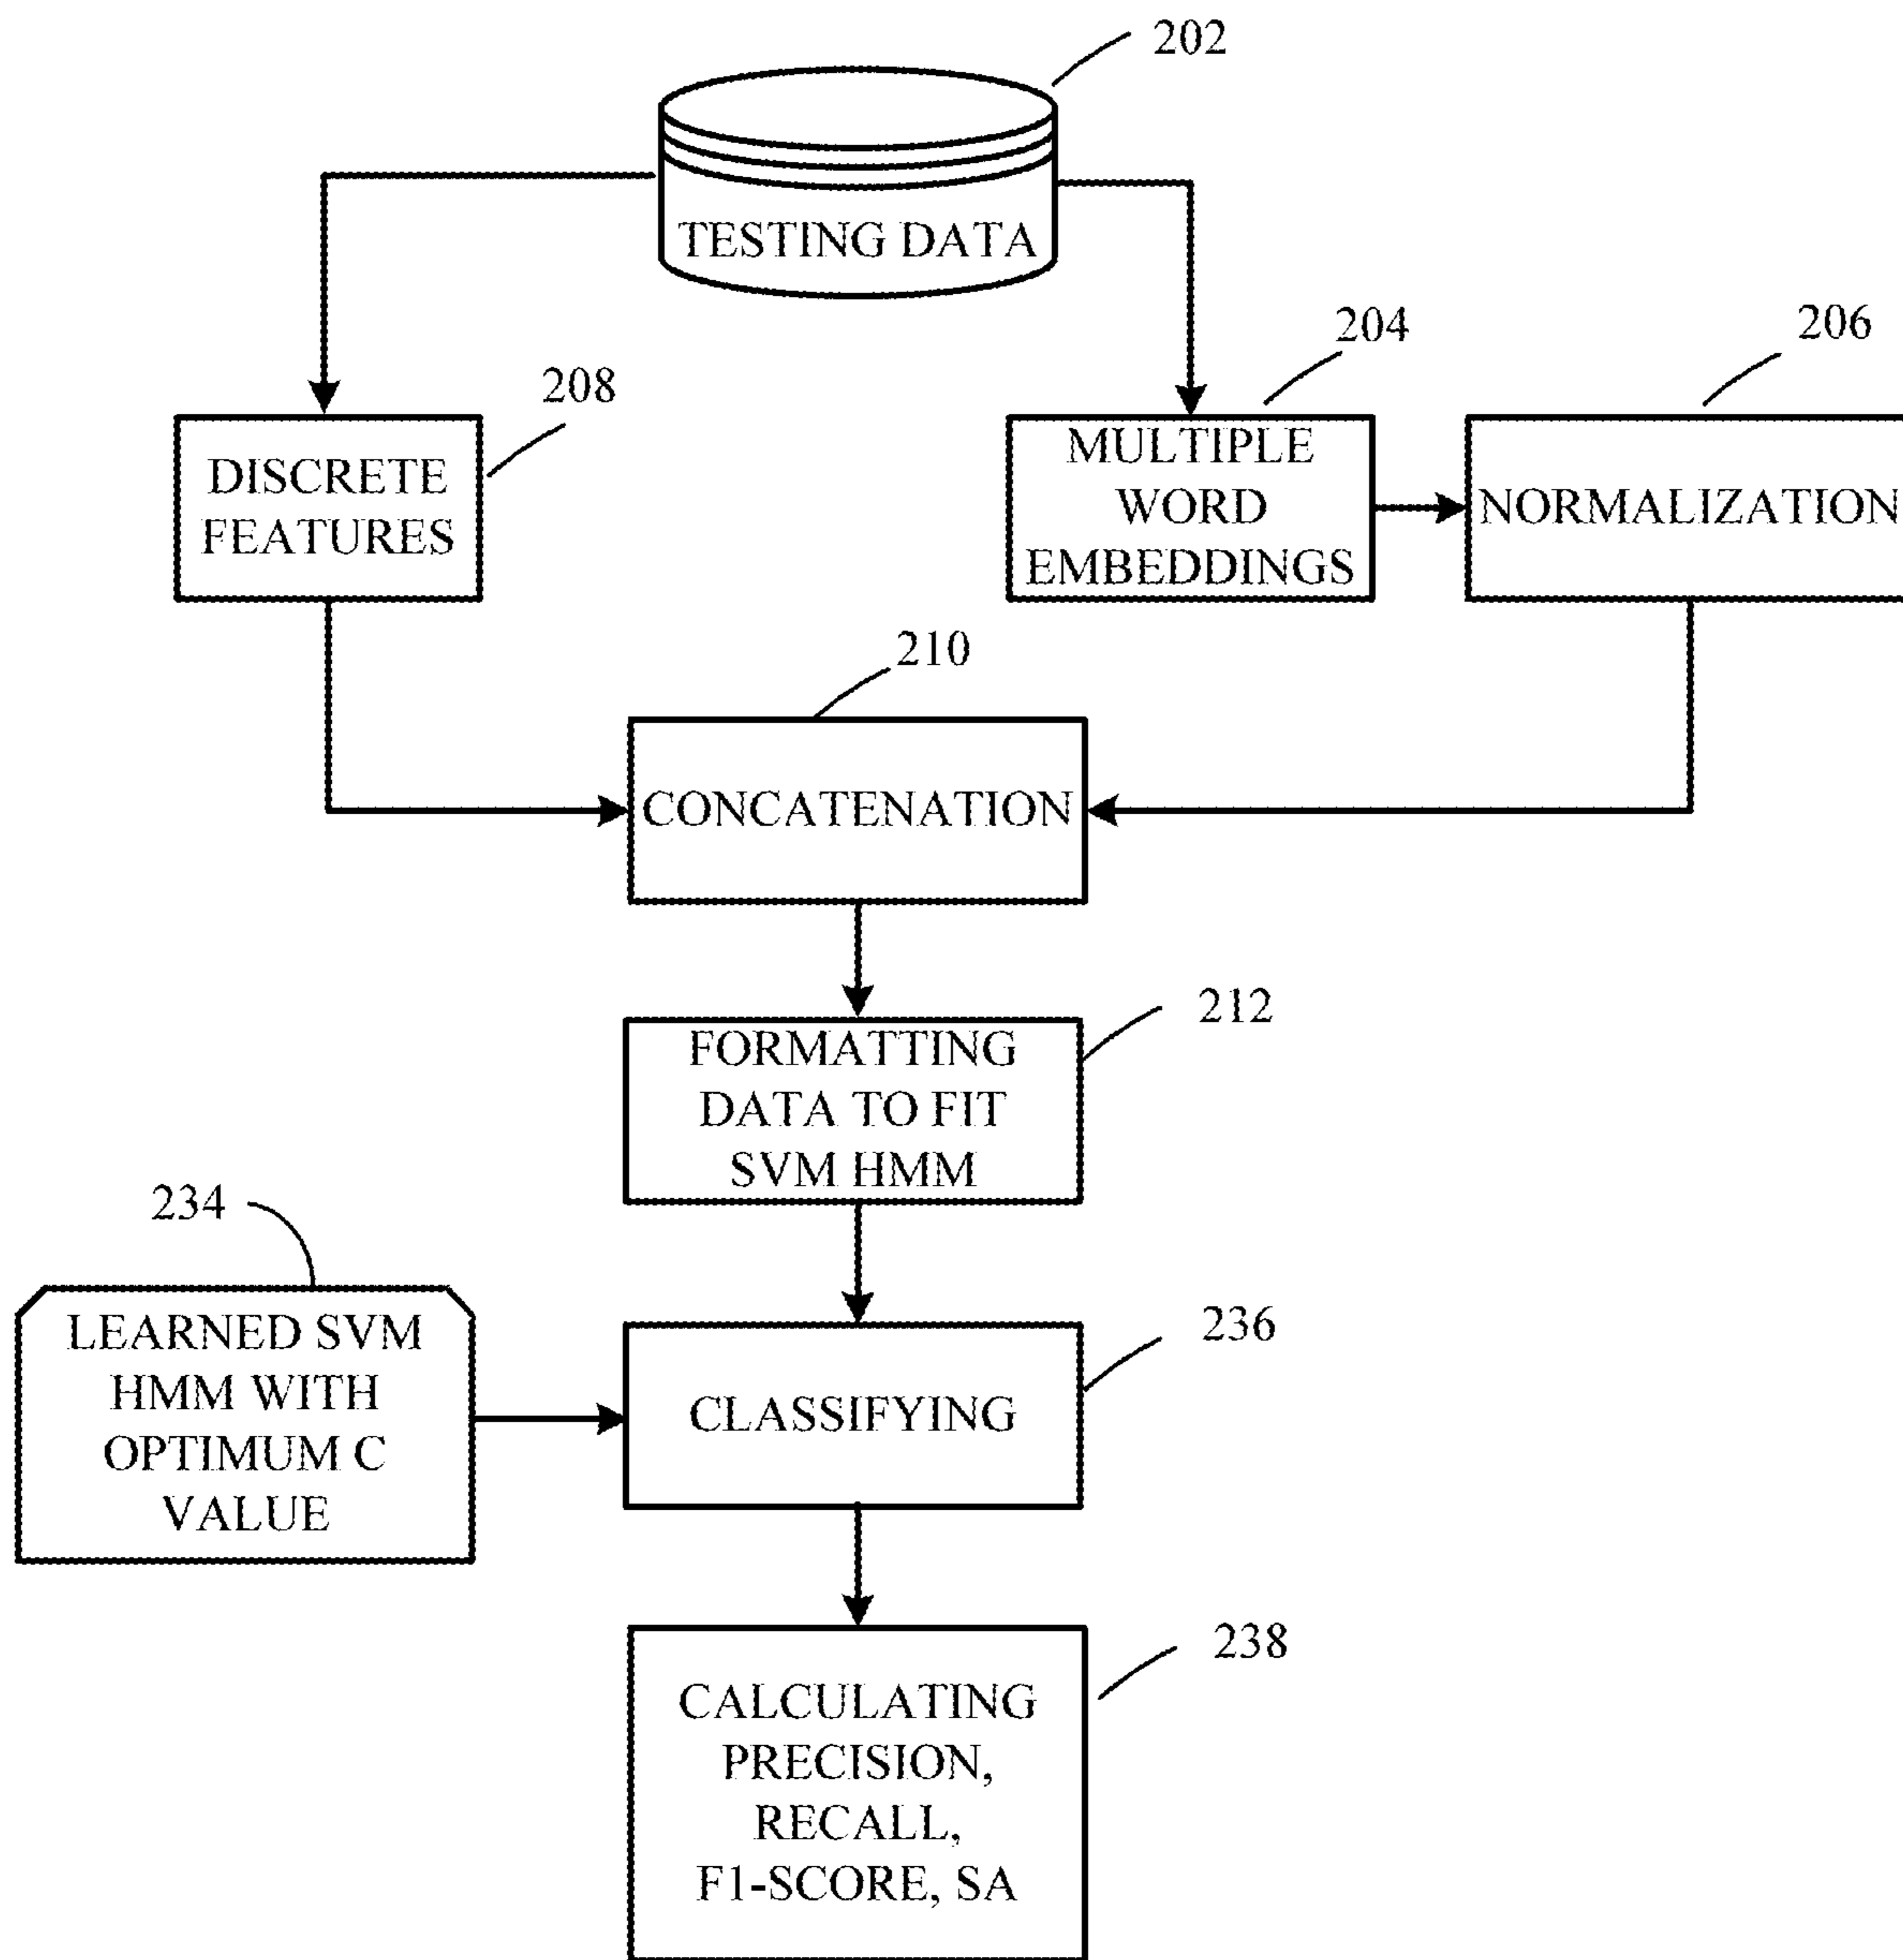 202
TESTING DATA
204
206
208
DISCRETE
FEATURES
MULTIPLE
WORD
EMBEDDINGS
NORMALIZATION
210
CONCATENATION
212
FORMATTING
DATA TO FIT
SVM HMM
234
LEARNED SVM
HMM WITH
OPTIMUM C
VALUE
236
CLASSIFYING
238
CALCULATING
PRECISION,
RECALL,
F1-SCORE, SA